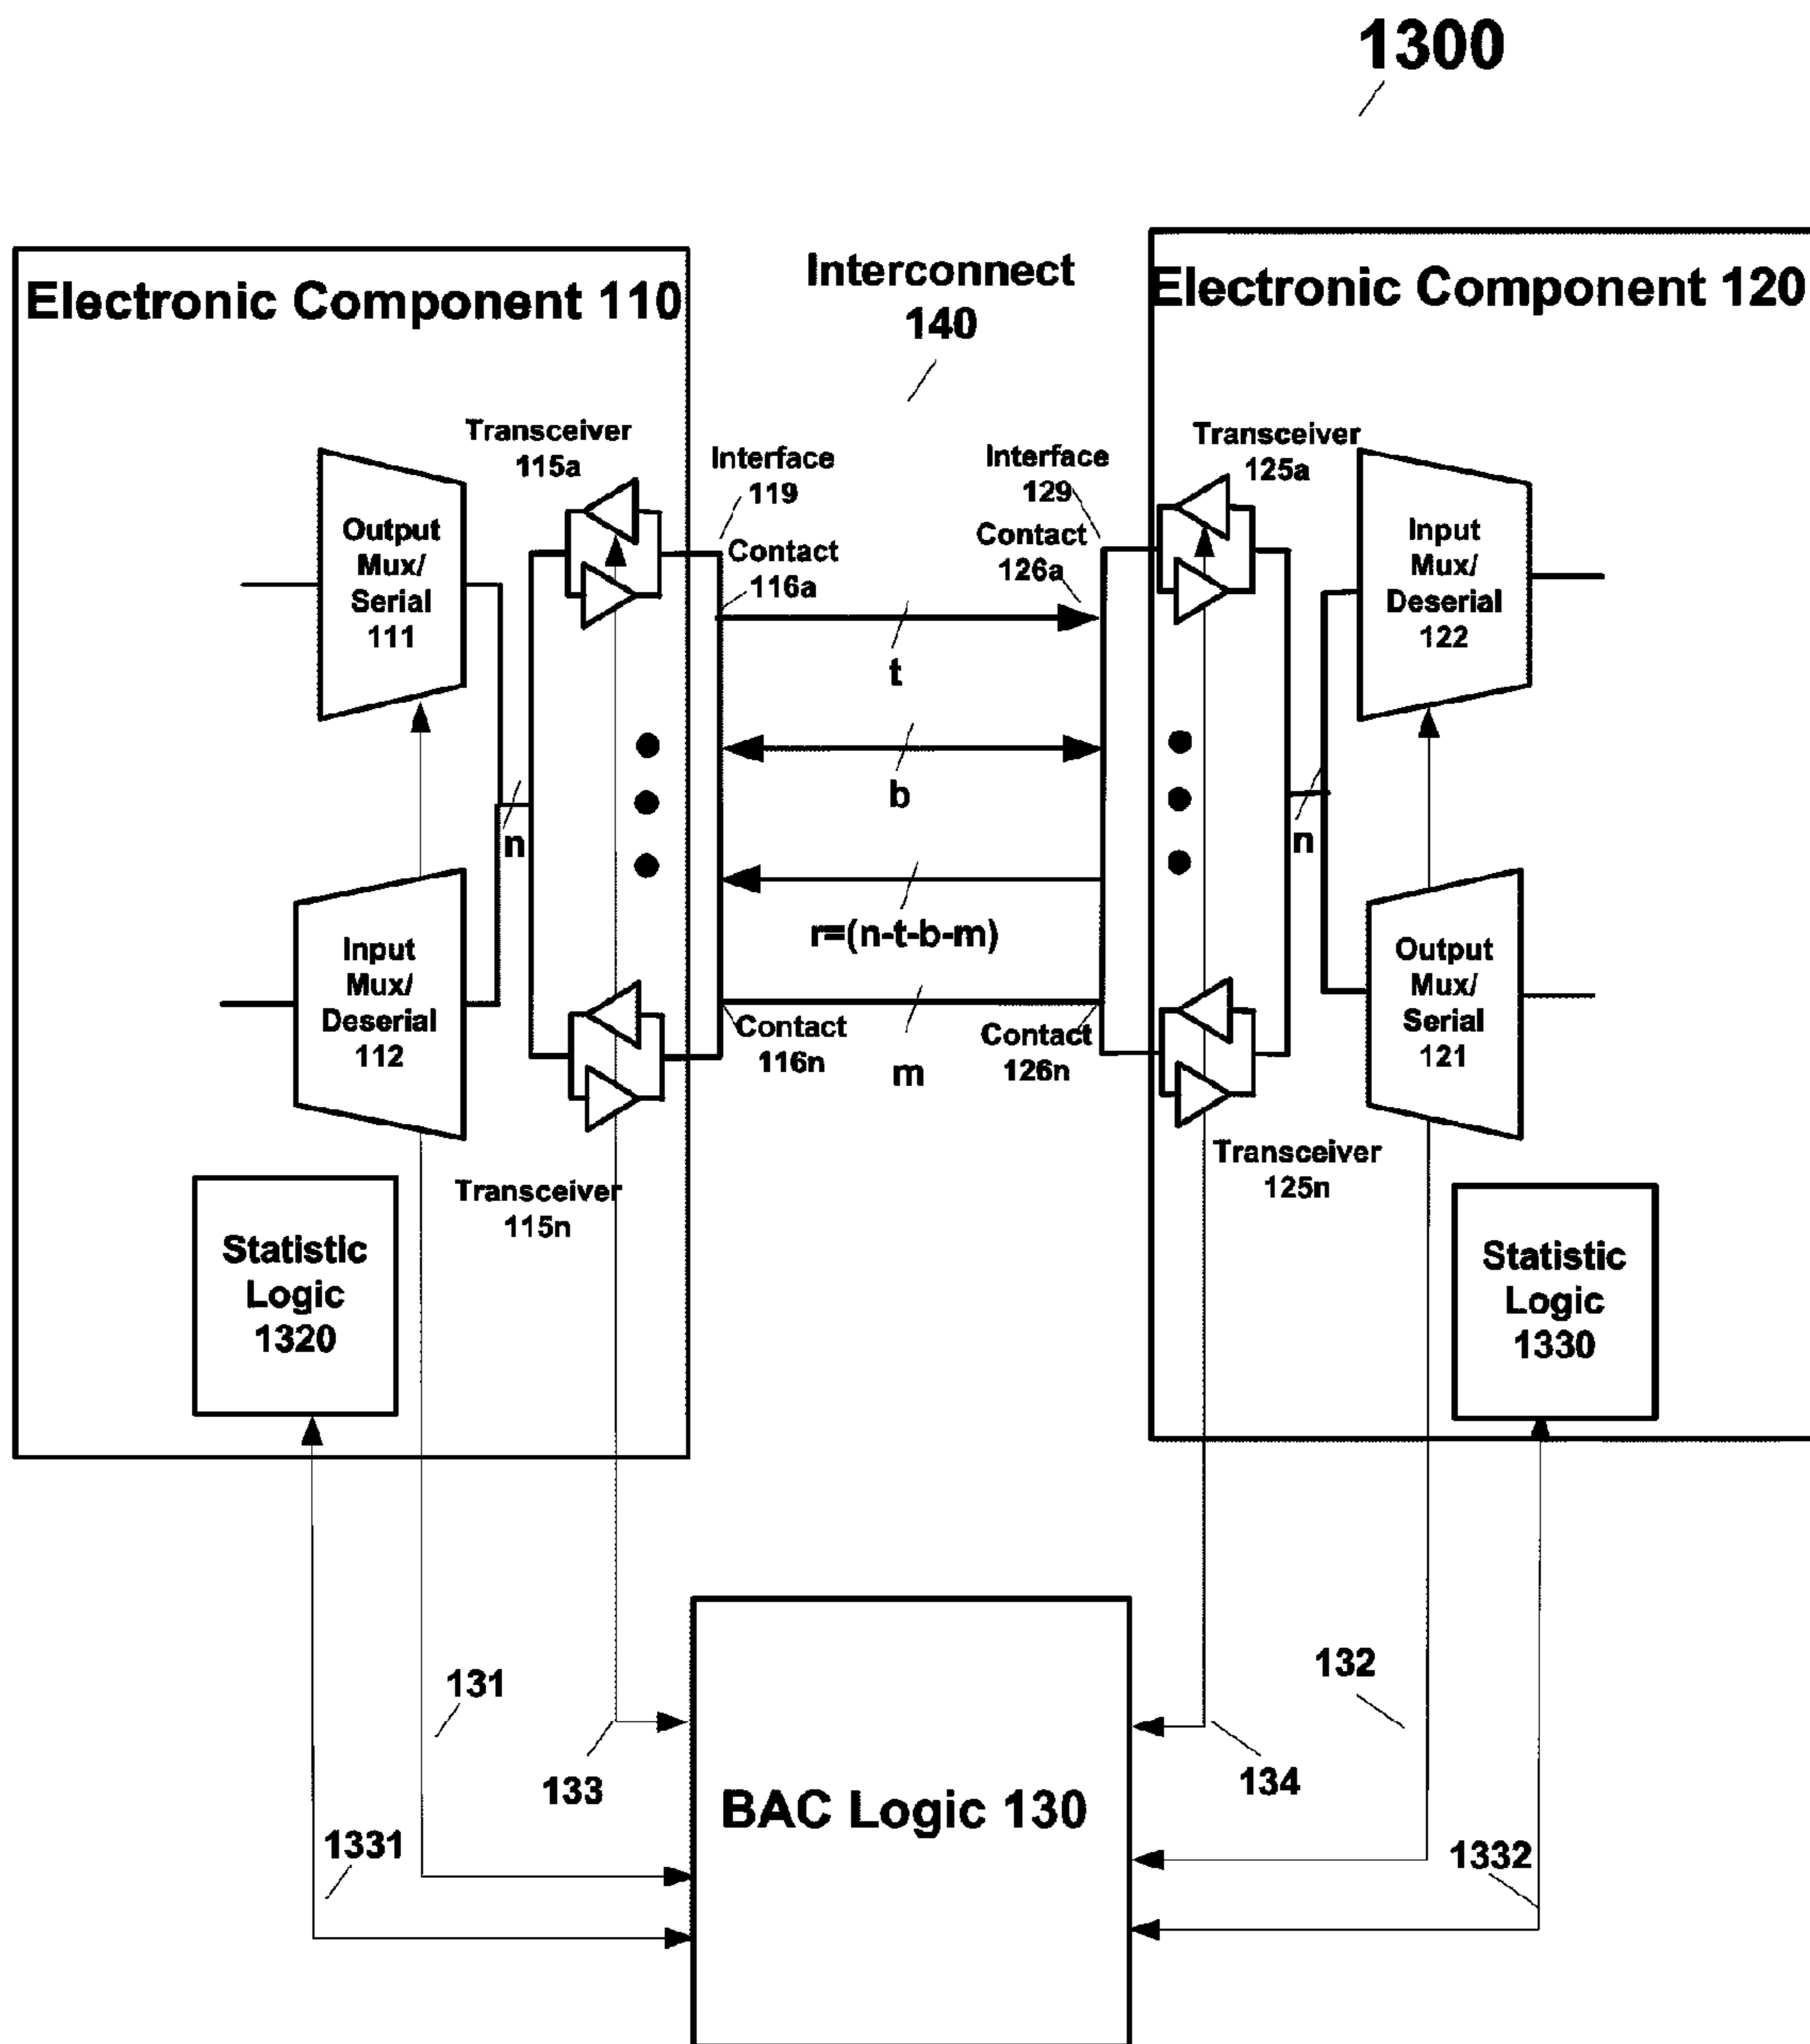 1300
Electronic Component 110
Interconnect
140
Electronic Component 120
Transceiver
115a
Interface
119
Interface
129
Transceiver
125a
Output
Mux/
Serial
111
Contact
116a
Contact
126a
Input
Mux/
Deserial
122
t
b
n
n
r=(n-t-b-m)
Input
Mux/
Deserial
112
Output
Mux/
Serial
121
Contact
116n
m
Contact
126n
Transceiver
115n
Transceiver
125n
Statistic
Logic
1320
Statistic
Logic
1330
131
133
132
134
BAC Logic 130
1331
1332